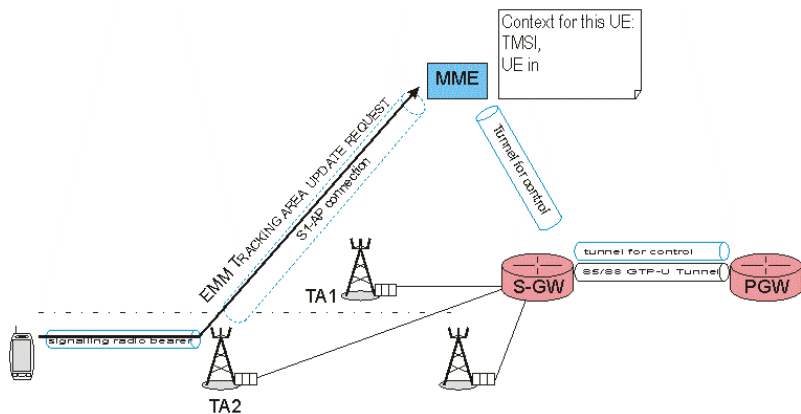 Context for this UE:
TMSI,
UE in
MME
EMM TRACKING AREA UPDATE REQUEST
S1-AP connection
Tunnel for control
tunnel for control
S5/S8 GTP-U Tunnel
S-GW
PGW
TA1
signalling radio bearer
TA2